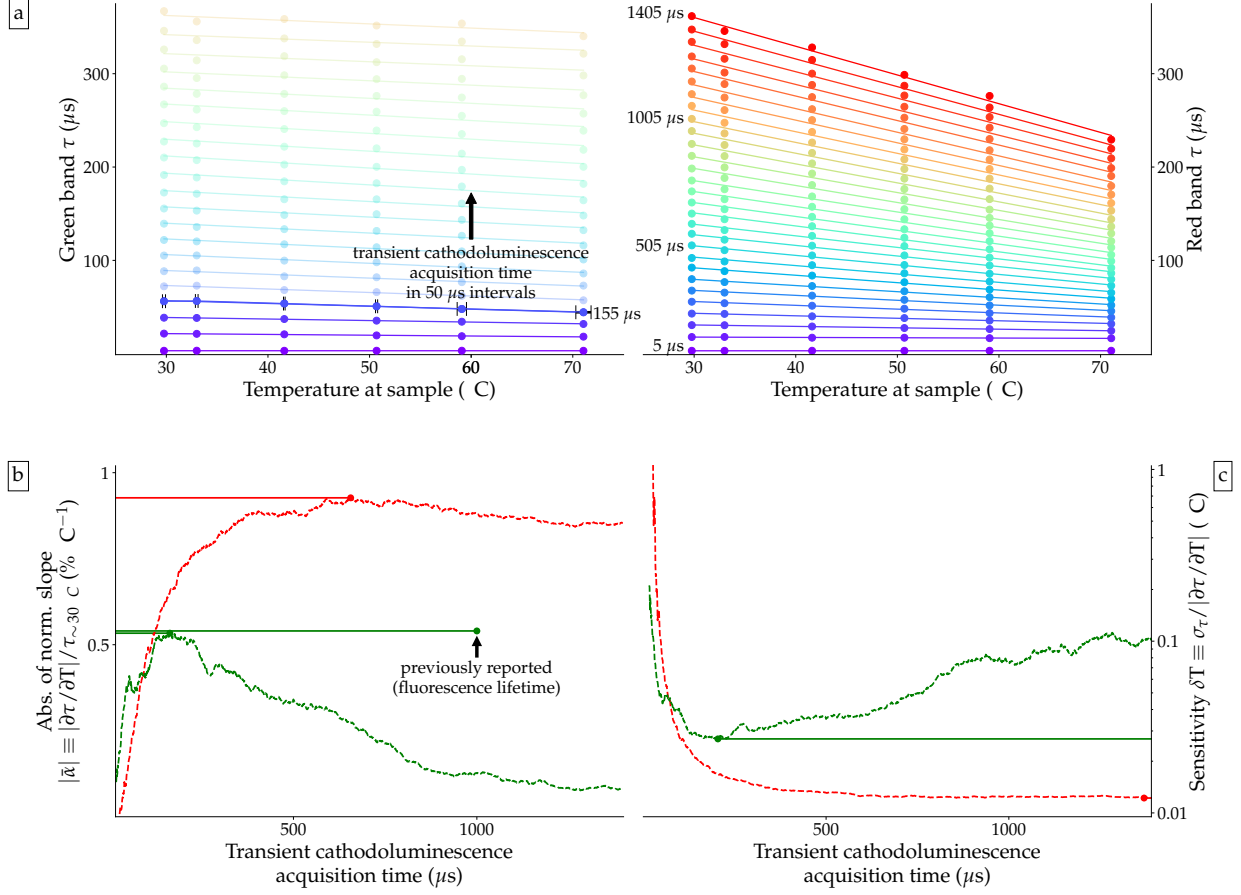 a
Green band τ (μs)
300
200
100
30
40
50
60
70
Temperature at sample ( C)
transient cathodoluminescence
acquisition time
in 50 μs intervals
155 μs
1405 μs
1005 μs
505 μs
5 μs
30
40
50
60
70
Temperature at sample ( C)
300
200
100
Red band τ (μs)
b
Abs. of norm. slope
|α̃| ≡ |∂τ/∂T|/τ∼30 C (% C−1)
1
0.5
previously reported
(fluorescence lifetime)
500
1000
Transient cathodoluminescence
acquisition time (μs)
c
1
0.1
0.01
Sensitivity δT ≡ στ/|∂τ/∂T| ( C)
500
1000
Transient cathodoluminescence
acquisition time (μs)